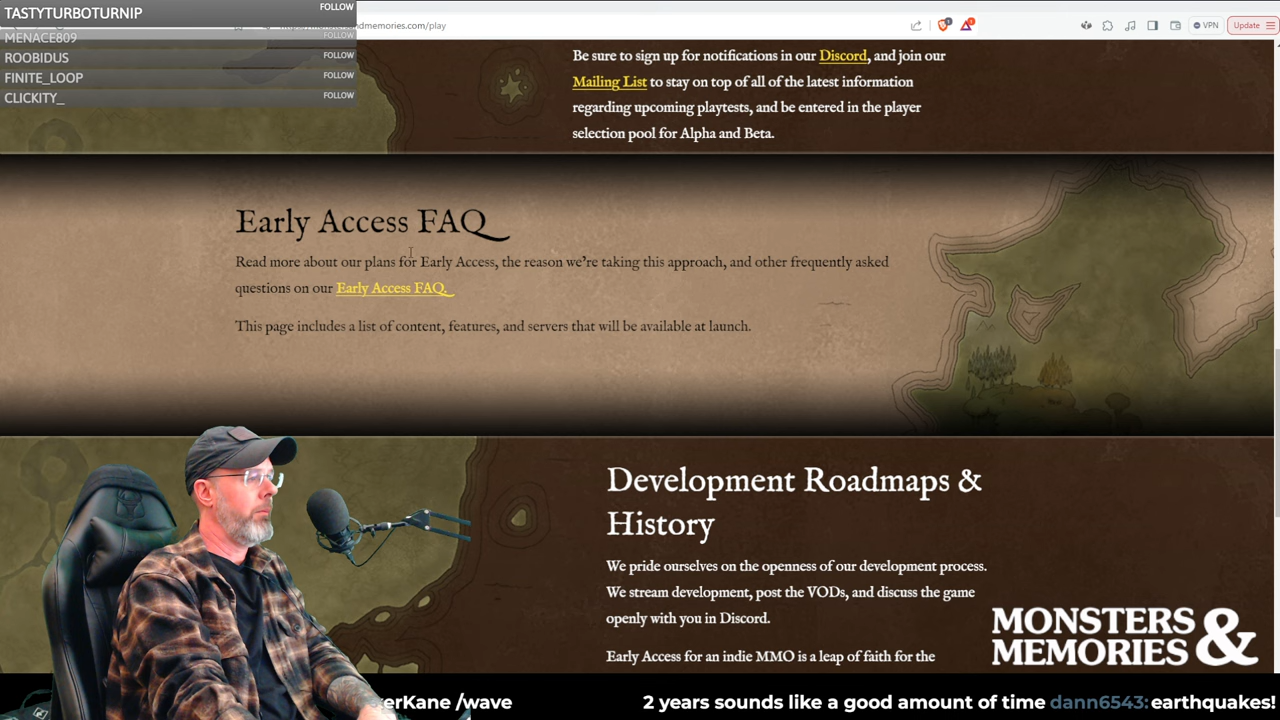 TASTYTURBOTURNIP FOLLOW
MENACE809 FOLLOW
ROOBIDUS FOLLOW
FINITE_LOOP FOLLOW
CLICKITY_ FOLLOW
VPN
Update
Be sure to sign up for notifications in our Discord, and join our
Mailing List to stay on top of all of the latest information
regarding upcoming playtests, and be entered in the player
selection pool for Alpha and Beta.
Early Access FAQ
Read more about our plans for Early Access, the reason we're taking this approach, and other frequently asked
questions on our Early Access FAQ.
This page includes a list of content, features, and servers that will be available at launch.
Development Roadmaps &
History
We pride ourselves on the openness of our development process.
We stream development, post the VODs, and discuss the game
openly with you in Discord.
Early Access for an indie MMO is a leap of faith for the
MONSTERS &
MEMORIES
/wave 2 years sounds like a good amount of time dann6543: earthquakes!